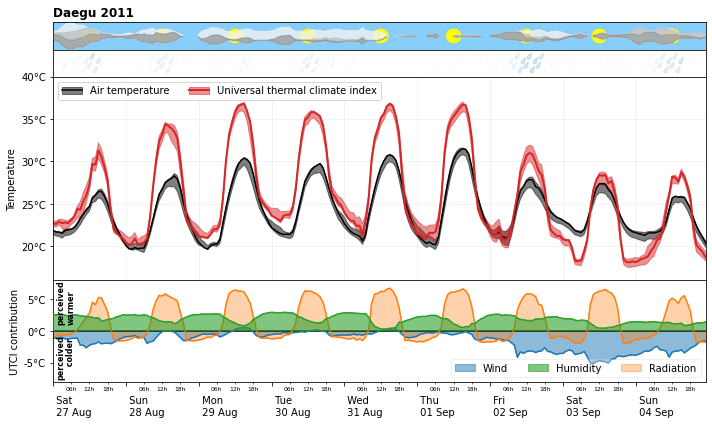 Daegu 2011
40°C
Air temperature
Universal thermal climate index
35°C
30°C
25°C
20°C
Temperature
5°C
0°C
-5°C
UTCI contribution
perceived warmer
perceived colder
Wind
Humidity
Radiation
06h 12h 18h 06h 12h 18h 06h 12h 18h 06h 12h 18h 06h 12h 18h 06h 12h 18h 06h 12h 18h 06h 12h 18h 06h 12h 18h
Sat Sun Mon Tue Wed Thu Fri Sat Sun
27 Aug 28 Aug 29 Aug 30 Aug 31 Aug 01 Sep 02 Sep 03 Sep 04 Sep